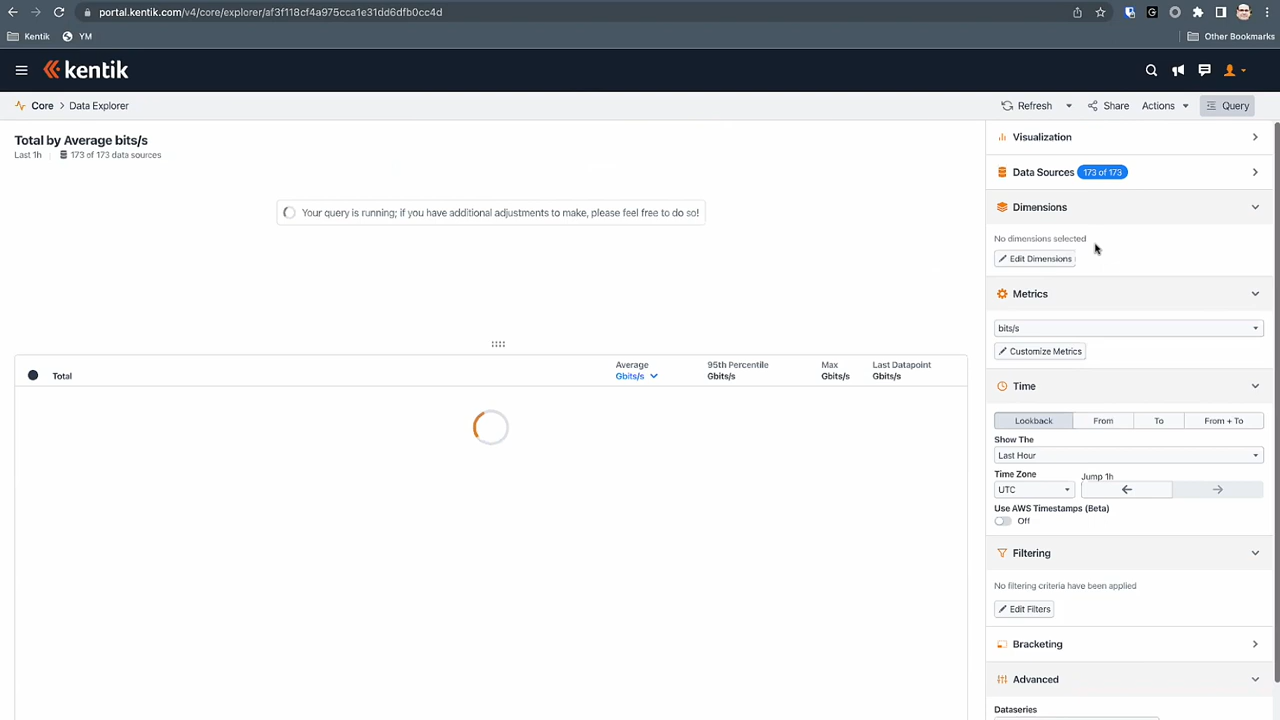 portal.kentik.com/v4/core/explorer/af3f118cf4a975cca1e31dd6dfb0cc4d
Kentik YM Other Bookmarks
kentik
Core > Data Explorer Refresh Share Actions Query
Total by Average bits/s
Last 1h 173 of 173 data sources
Your query is running; if you have additional adjustments to make, please feel free to do so!
Total Average Gbits/s 95th Percentile Gbits/s Max Gbits/s Last Datapoint Gbits/s
Visualization
Data Sources 173 of 173
Dimensions
No dimensions selected
Edit Dimensions
Metrics
bits/s
Customize Metrics
Time
Lookback From To From + To
Show The
Last Hour
Time Zone Jump 1h
UTC
Use AWS Timestamps (Beta)
Off
Filtering
No filtering criteria have been applied
Edit Filters
Bracketing
Advanced
Dataseries